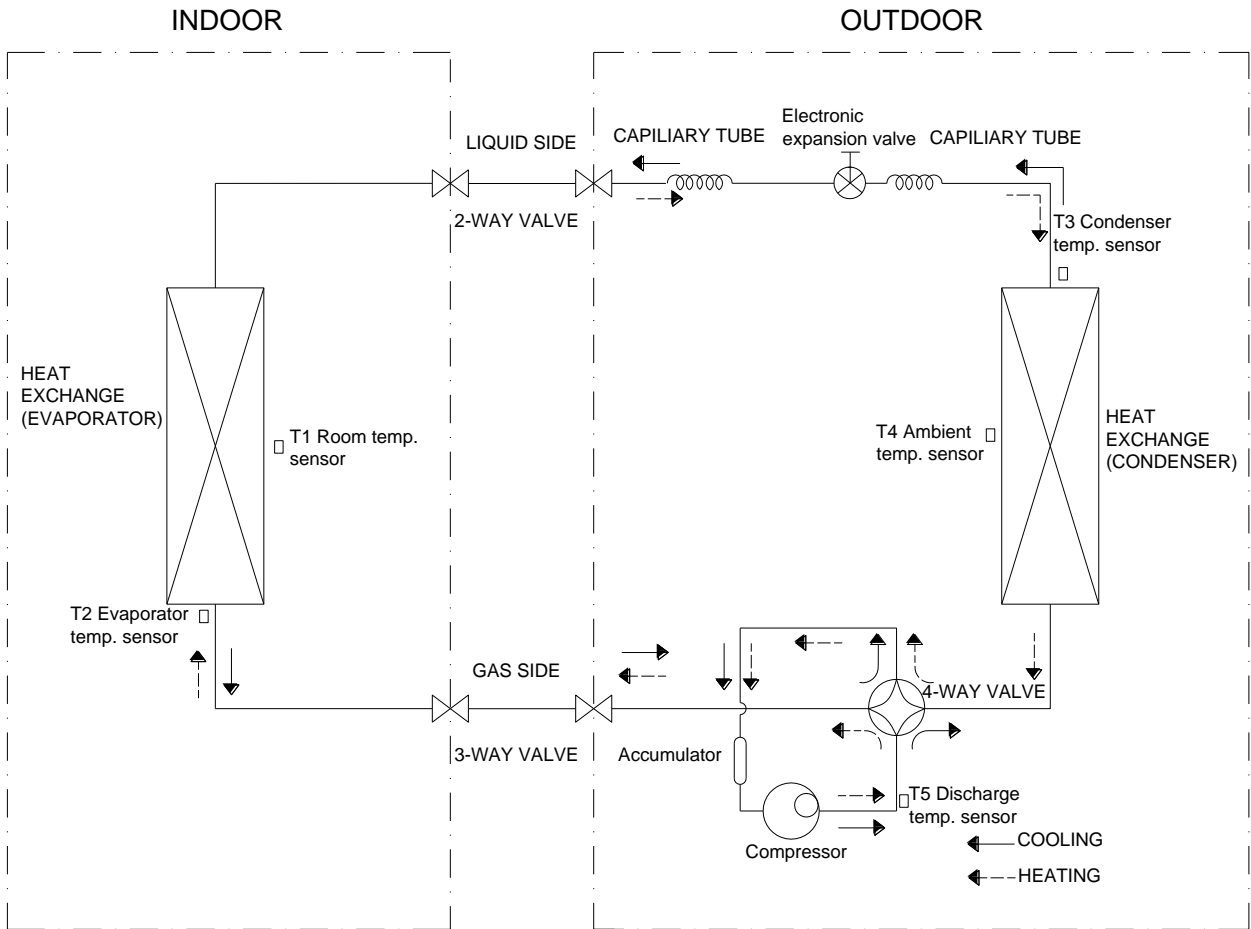 INDOOR
OUTDOOR
LIQUID SIDE
2-WAY VALVE
CAPILIARY TUBE
Electronic
expansion valve
CAPILIARY TUBE
T3 Condenser
temp. sensor
HEAT
EXCHANGE
(EVAPORATOR)
T1 Room temp.
sensor
T4 Ambient
temp. sensor
HEAT
EXCHANGE
(CONDENSER)
T2 Evaporator
temp. sensor
GAS SIDE
3-WAY VALVE
4-WAY VALVE
Accumulator
T5 Discharge
temp. sensor
Compressor
COOLING
HEATING